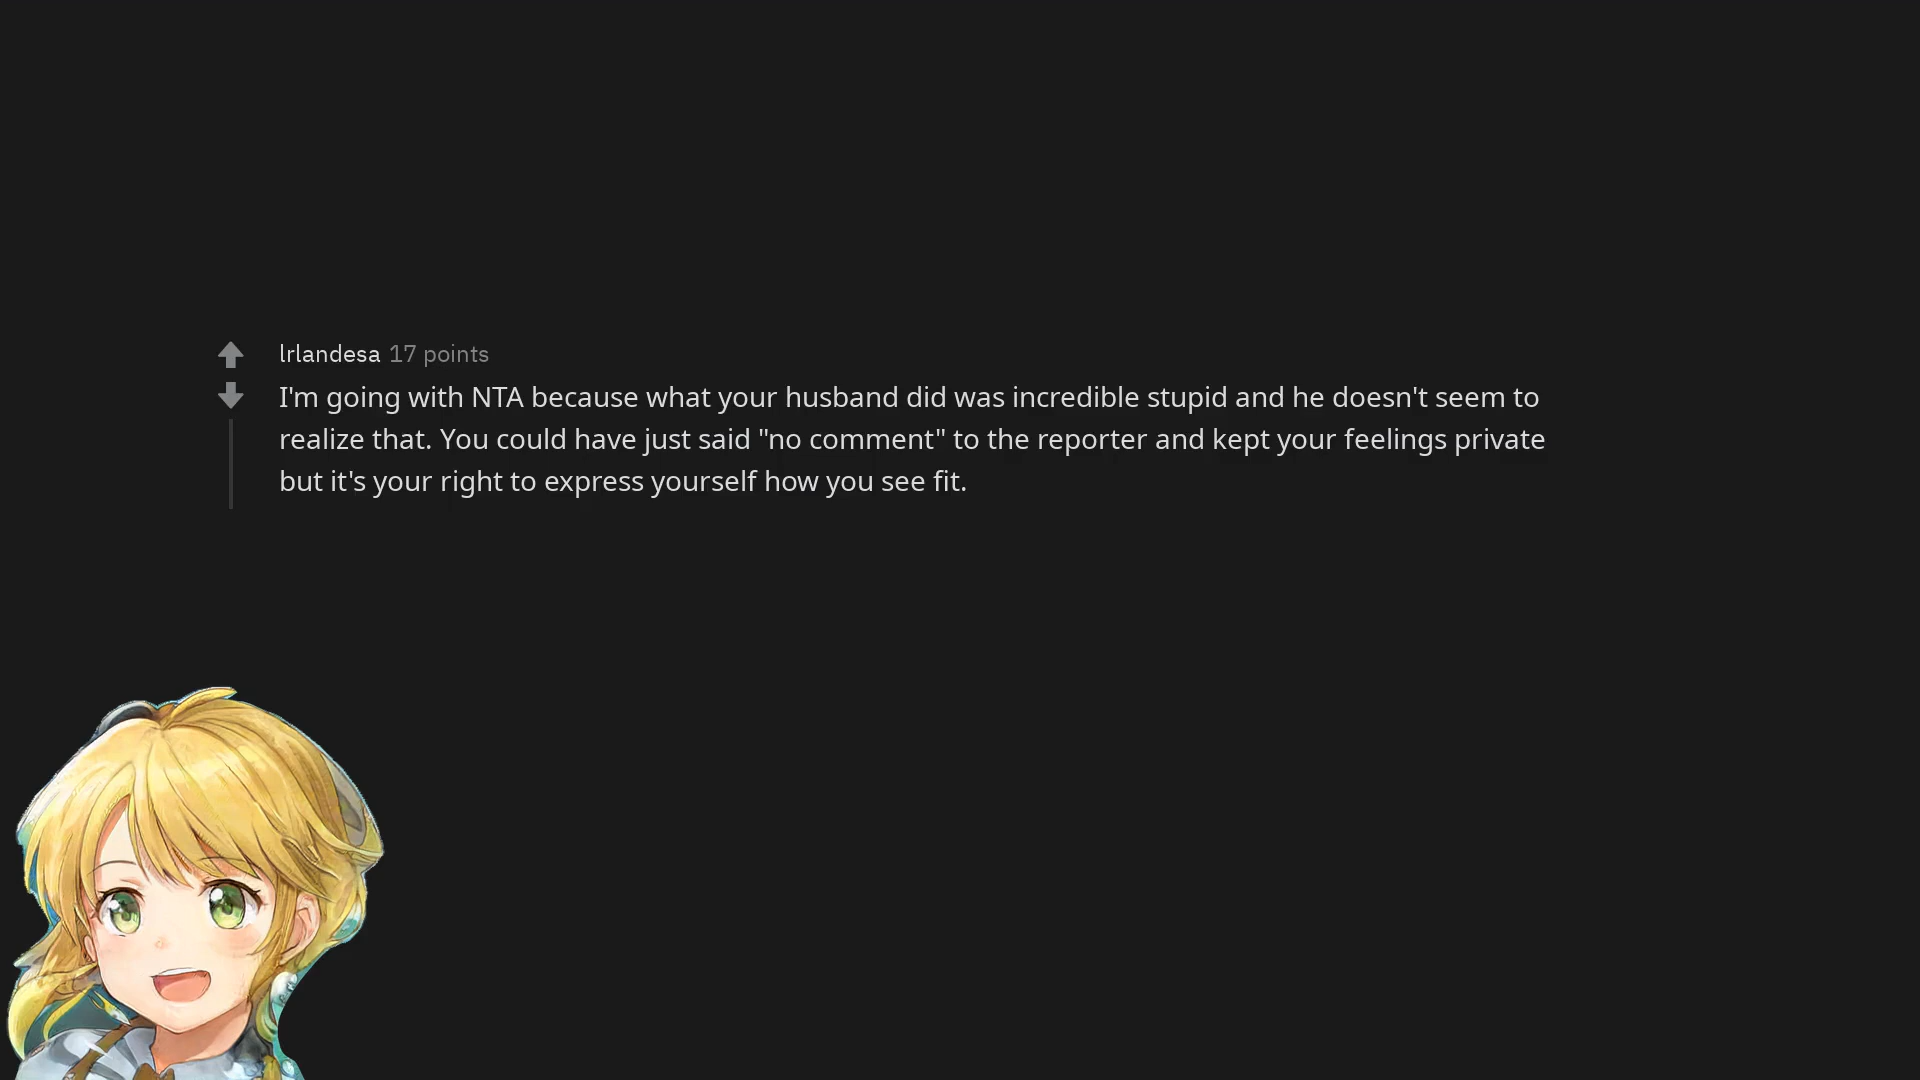 lrlandesa 17 points
I'm going with NTA because what your husband did was incredible stupid and he doesn't seem to
realize that. You could have just said "no comment" to the reporter and kept your feelings private
but it's your right to express yourself how you see fit.